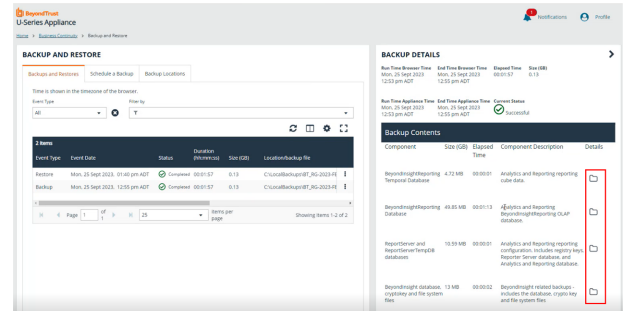 BeyondTrust
U-Series Appliance
1
Notifications
Profile
Home > Business Continuity > Backup and Restore
BACKUP AND RESTORE
Backups and Restores Schedule a Backup Backup Locations
Time is shown in the timezone of the browser.
Event Type Filter by
All
2 items
Event Type Event Date Status Duration (hh:mm:ss) Size (GB) Location/backup file
Restore Mon, 25 Sept 2023, 01:40 pm ADT Completed 00:01:57 0.13 C:\LocalBackups\BT_RG-2023-FE
Backup Mon, 25 Sept 2023, 12:55 pm ADT Completed 00:01:57 0.13 C:\LocalBackups\BT_RG-2023-FE
Page 1 of 1 25 items per page Showing items 1-2 of 2
BACKUP DETAILS
Run Time Browser Time End Time Browser Time Elapsed Time Size (GB)
Mon, 25 Sept 2023 Mon, 25 Sept 2023 00:01:57 0.13
12:53 pm ADT 12:55 pm ADT
Run Time Appliance Time End Time Appliance Time Current Status
Mon, 25 Sept 2023 Mon, 25 Sept 2023 Successful
12:53 pm ADT 12:55 pm ADT
Backup Contents
Component Size (GB) Elapsed Component Description Details
Time
BeyondInsightReporting 4.72 MB 00:00:01 Analytics and Reporting reporting
Temporal Database cube data.
BeyondInsightReporting 49.85 MB 00:01:13 Analytics and Reporting
Database BeyondInsightReporting OLAP
database.
ReportServer and 16.59 MB 00:00:01 Analytics and Reporting reporting
ReportServerTempDB configuration. Includes registry keys,
databases Reporter Server database, and
Analytics and Reporting database.
BeyondInsight database, 13 MB 00:00:02 BeyondInsight related backups -
cryptokey and file system includes the database, crypto key
files and file system files